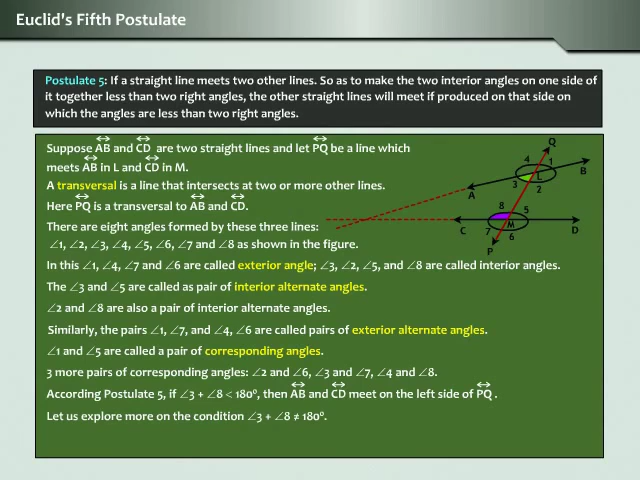 Euclid's Fifth Postulate
Postulate 5: If a straight line meets two other lines. So as to make the two interior angles on one side of
it together less than two right angles, the other straight lines will meet if produced on that side on
which the angles are less than two right angles.
Suppose AB and CD are two straight lines and let PQ be a line which
meets AB in L and CD in M.
A transversal is a line that intersects at two or more other lines.
Here PQ is a transversal to AB and CD.
There are eight angles formed by these three lines:
∠1, ∠2, ∠3, ∠4, ∠5, ∠6, ∠7 and ∠8 as shown in the figure.
In this ∠1, ∠4, ∠7 and ∠6 are called exterior angle; ∠3, ∠2, ∠5, and ∠8 are called interior angles.
The ∠3 and ∠5 are called as pair of interior alternate angles.
∠2 and ∠8 are also a pair of interior alternate angles.
Similarly, the pairs ∠1, ∠7, and ∠4, ∠6 are called pairs of exterior alternate angles.
∠1 and ∠5 are called a pair of corresponding angles.
3 more pairs of corresponding angles: ∠2 and ∠6, ∠3 and ∠7, ∠4 and ∠8.
According Postulate 5, if ∠3 + ∠8 < 180⁰, then AB and CD meet on the left side of PQ .
Let us explore more on the condition ∠3 + ∠8 ≠ 180⁰.
Q
4 1
L B
3 2
A
8 5
C M D
7 6
P